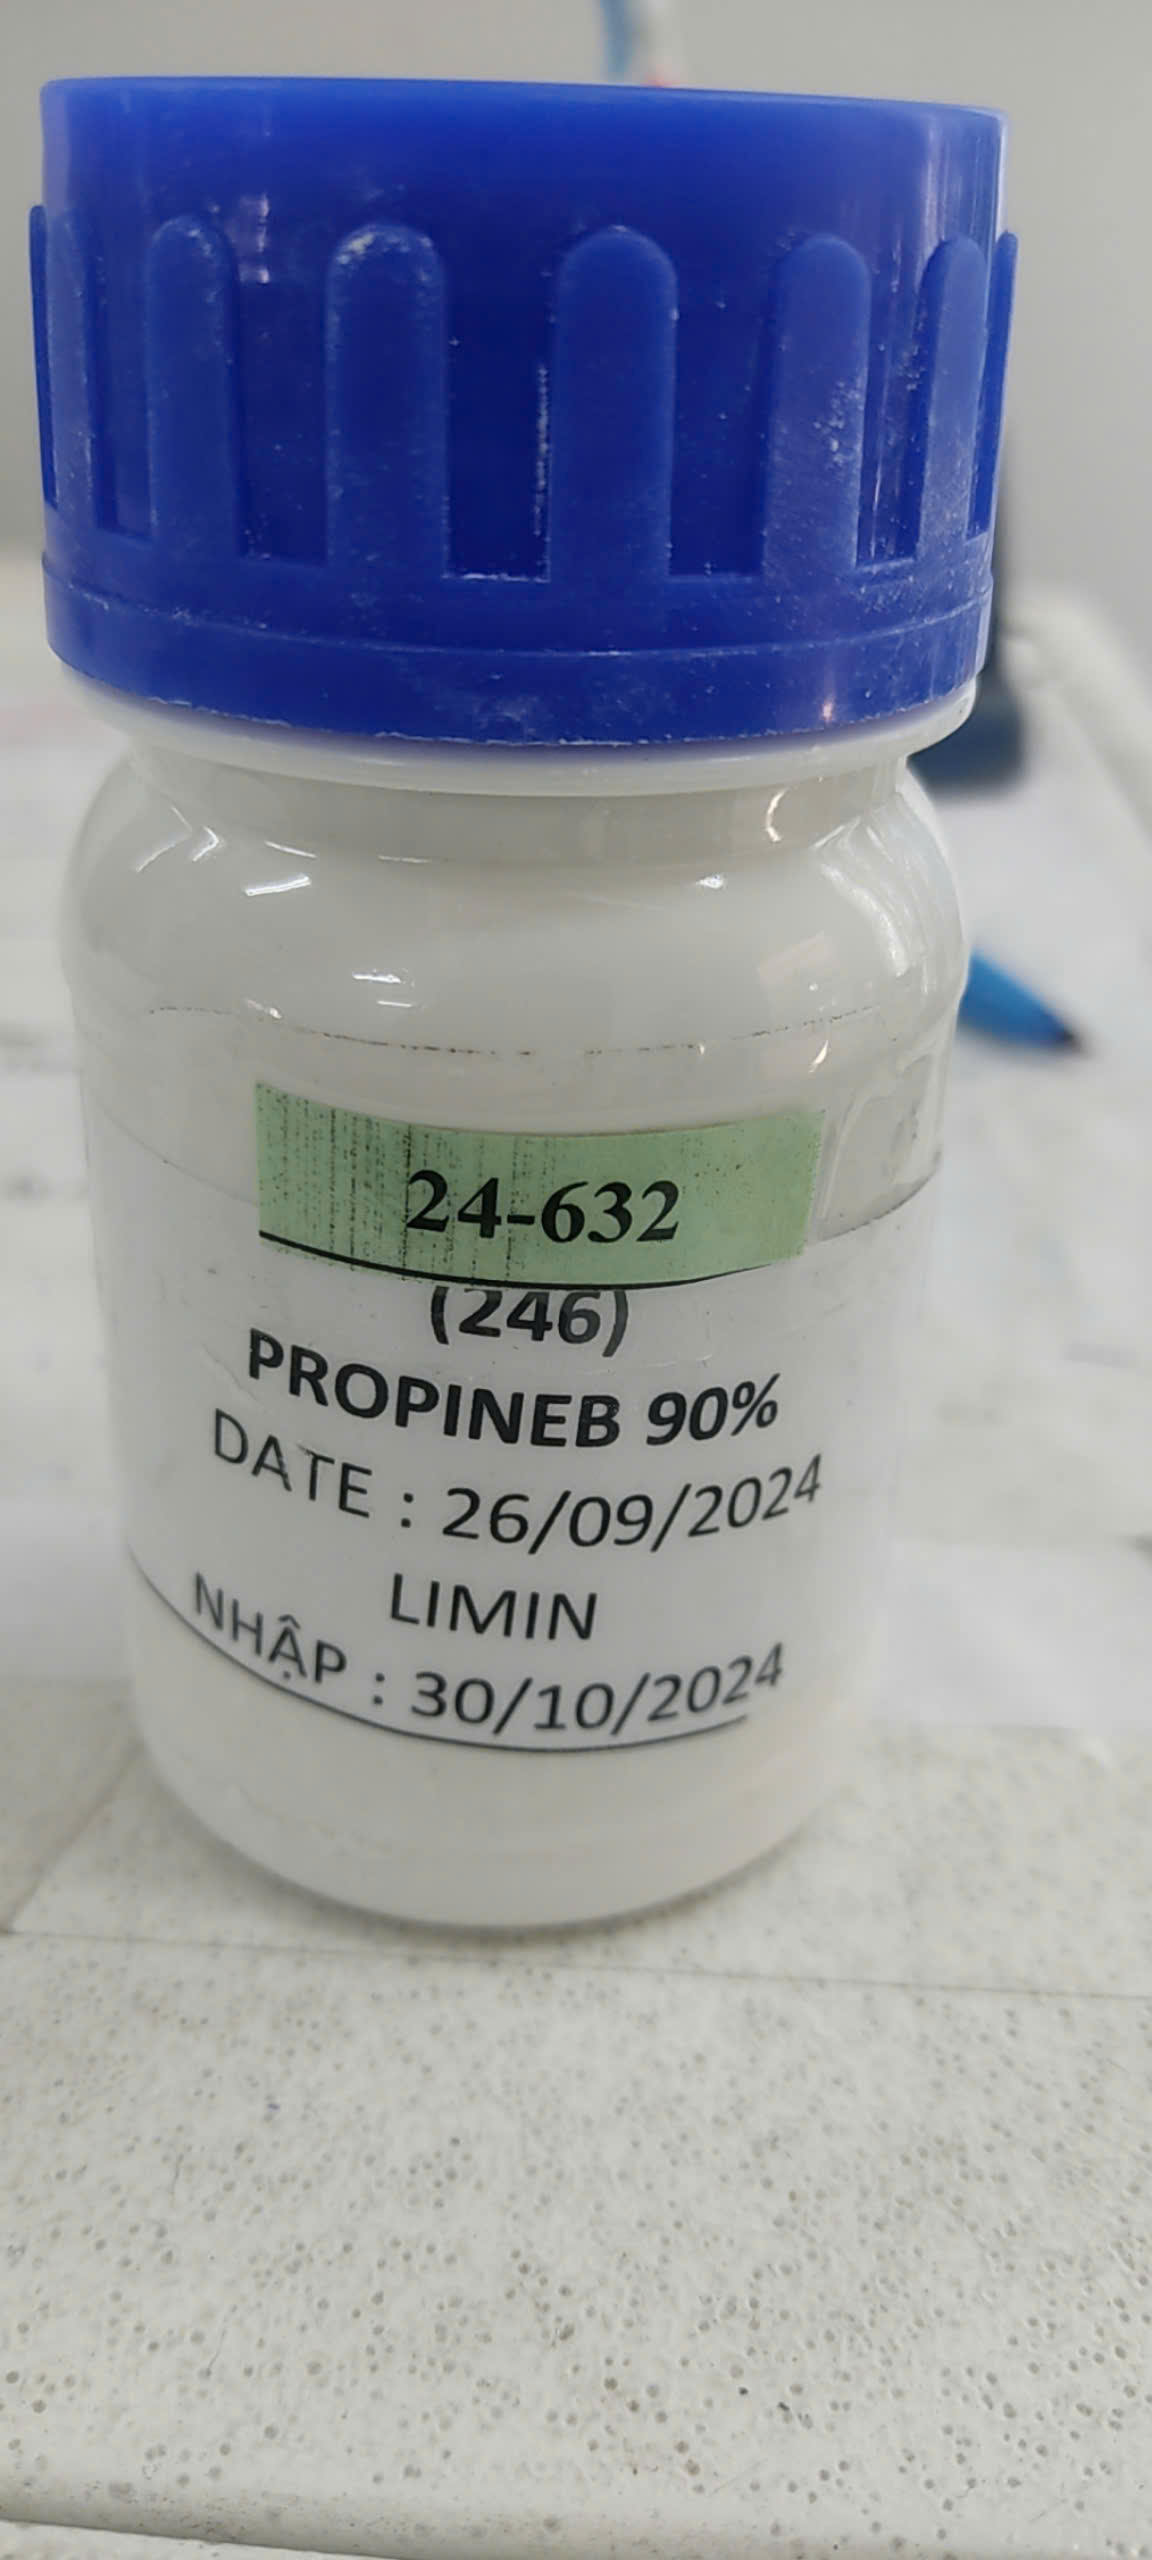 24-632
(246)
PROPINEB 90%
DATE : 26/09/2024
LIMIN
NHẬP : 30/10/2024